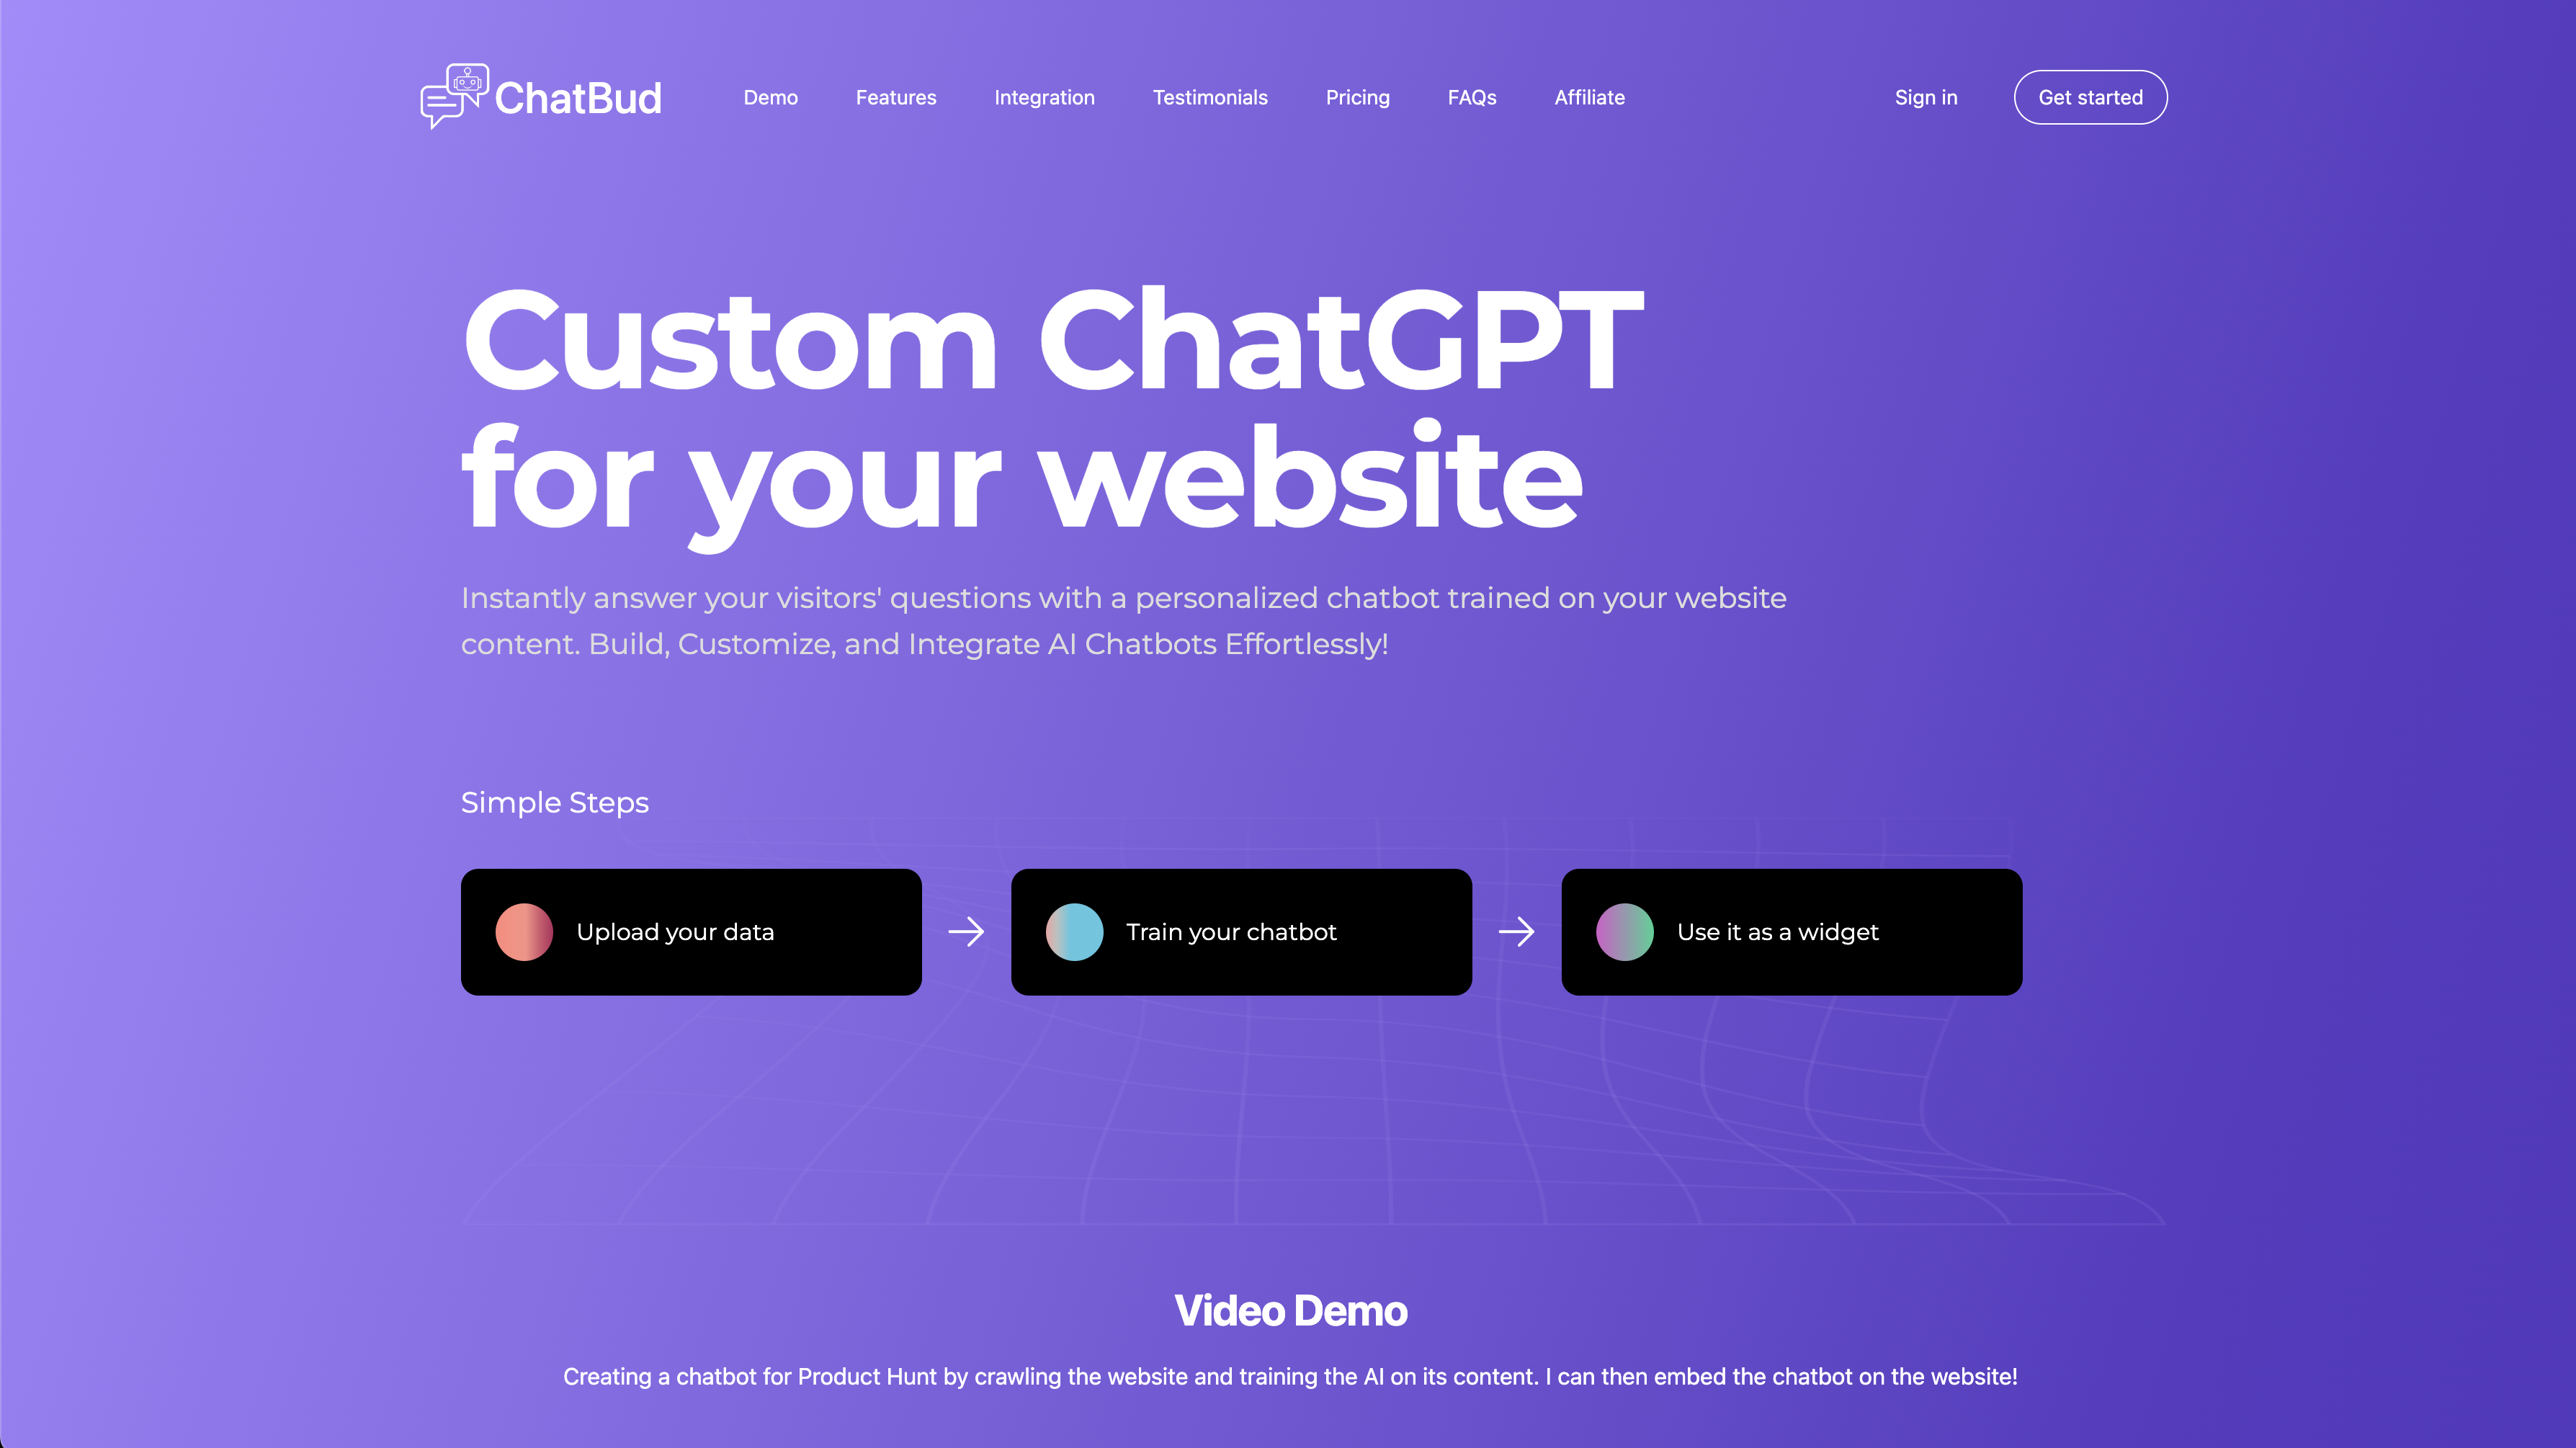 ChatBud
Demo
Features
Integration
Testimonials
Pricing
FAQs
Affiliate
Sign in
Get started
Custom ChatGPT
for your website
Instantly answer your visitors' questions with a personalized chatbot trained on your website
content. Build, Customize, and Integrate AI Chatbots Effortlessly!
Simple Steps
Upload your data
Train your chatbot
Use it as a widget
Video Demo
Creating a chatbot for Product Hunt by crawling the website and training the AI on its content. I can then embed the chatbot on the website!